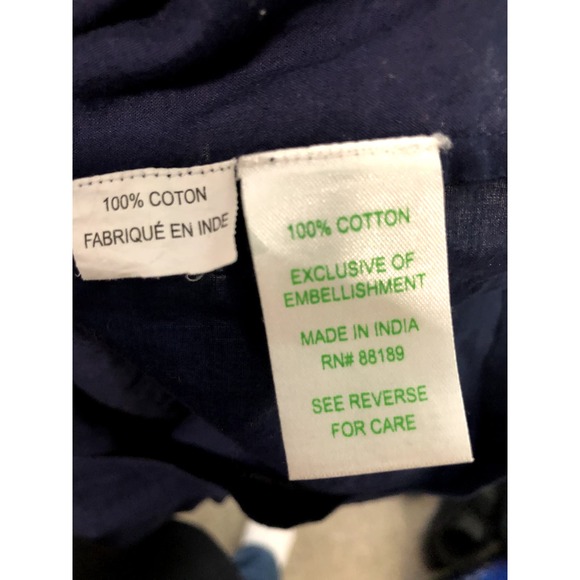 100% COTON
FABRIQUÉ EN INDE
100% COTTON
EXCLUSIVE OF
EMBELLISHMENT
MADE IN INDIA
RN# 88189
SEE REVERSE
FOR CARE